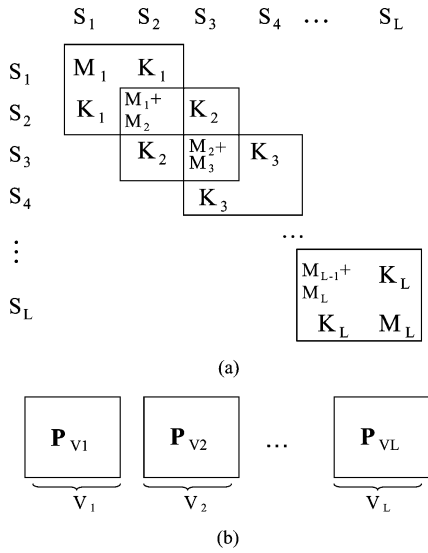 S1 S2 S3 S4 ... SL
S1 M1 K1
S2 K1 M1+ M2 K2
S3 K2 M2+ M3 K3
S4 K3
⋮ ...
ML-1+ ML KL
SL KL ML
(a)
PV1 PV2 ... PVL
V1 V2 VL
(b)